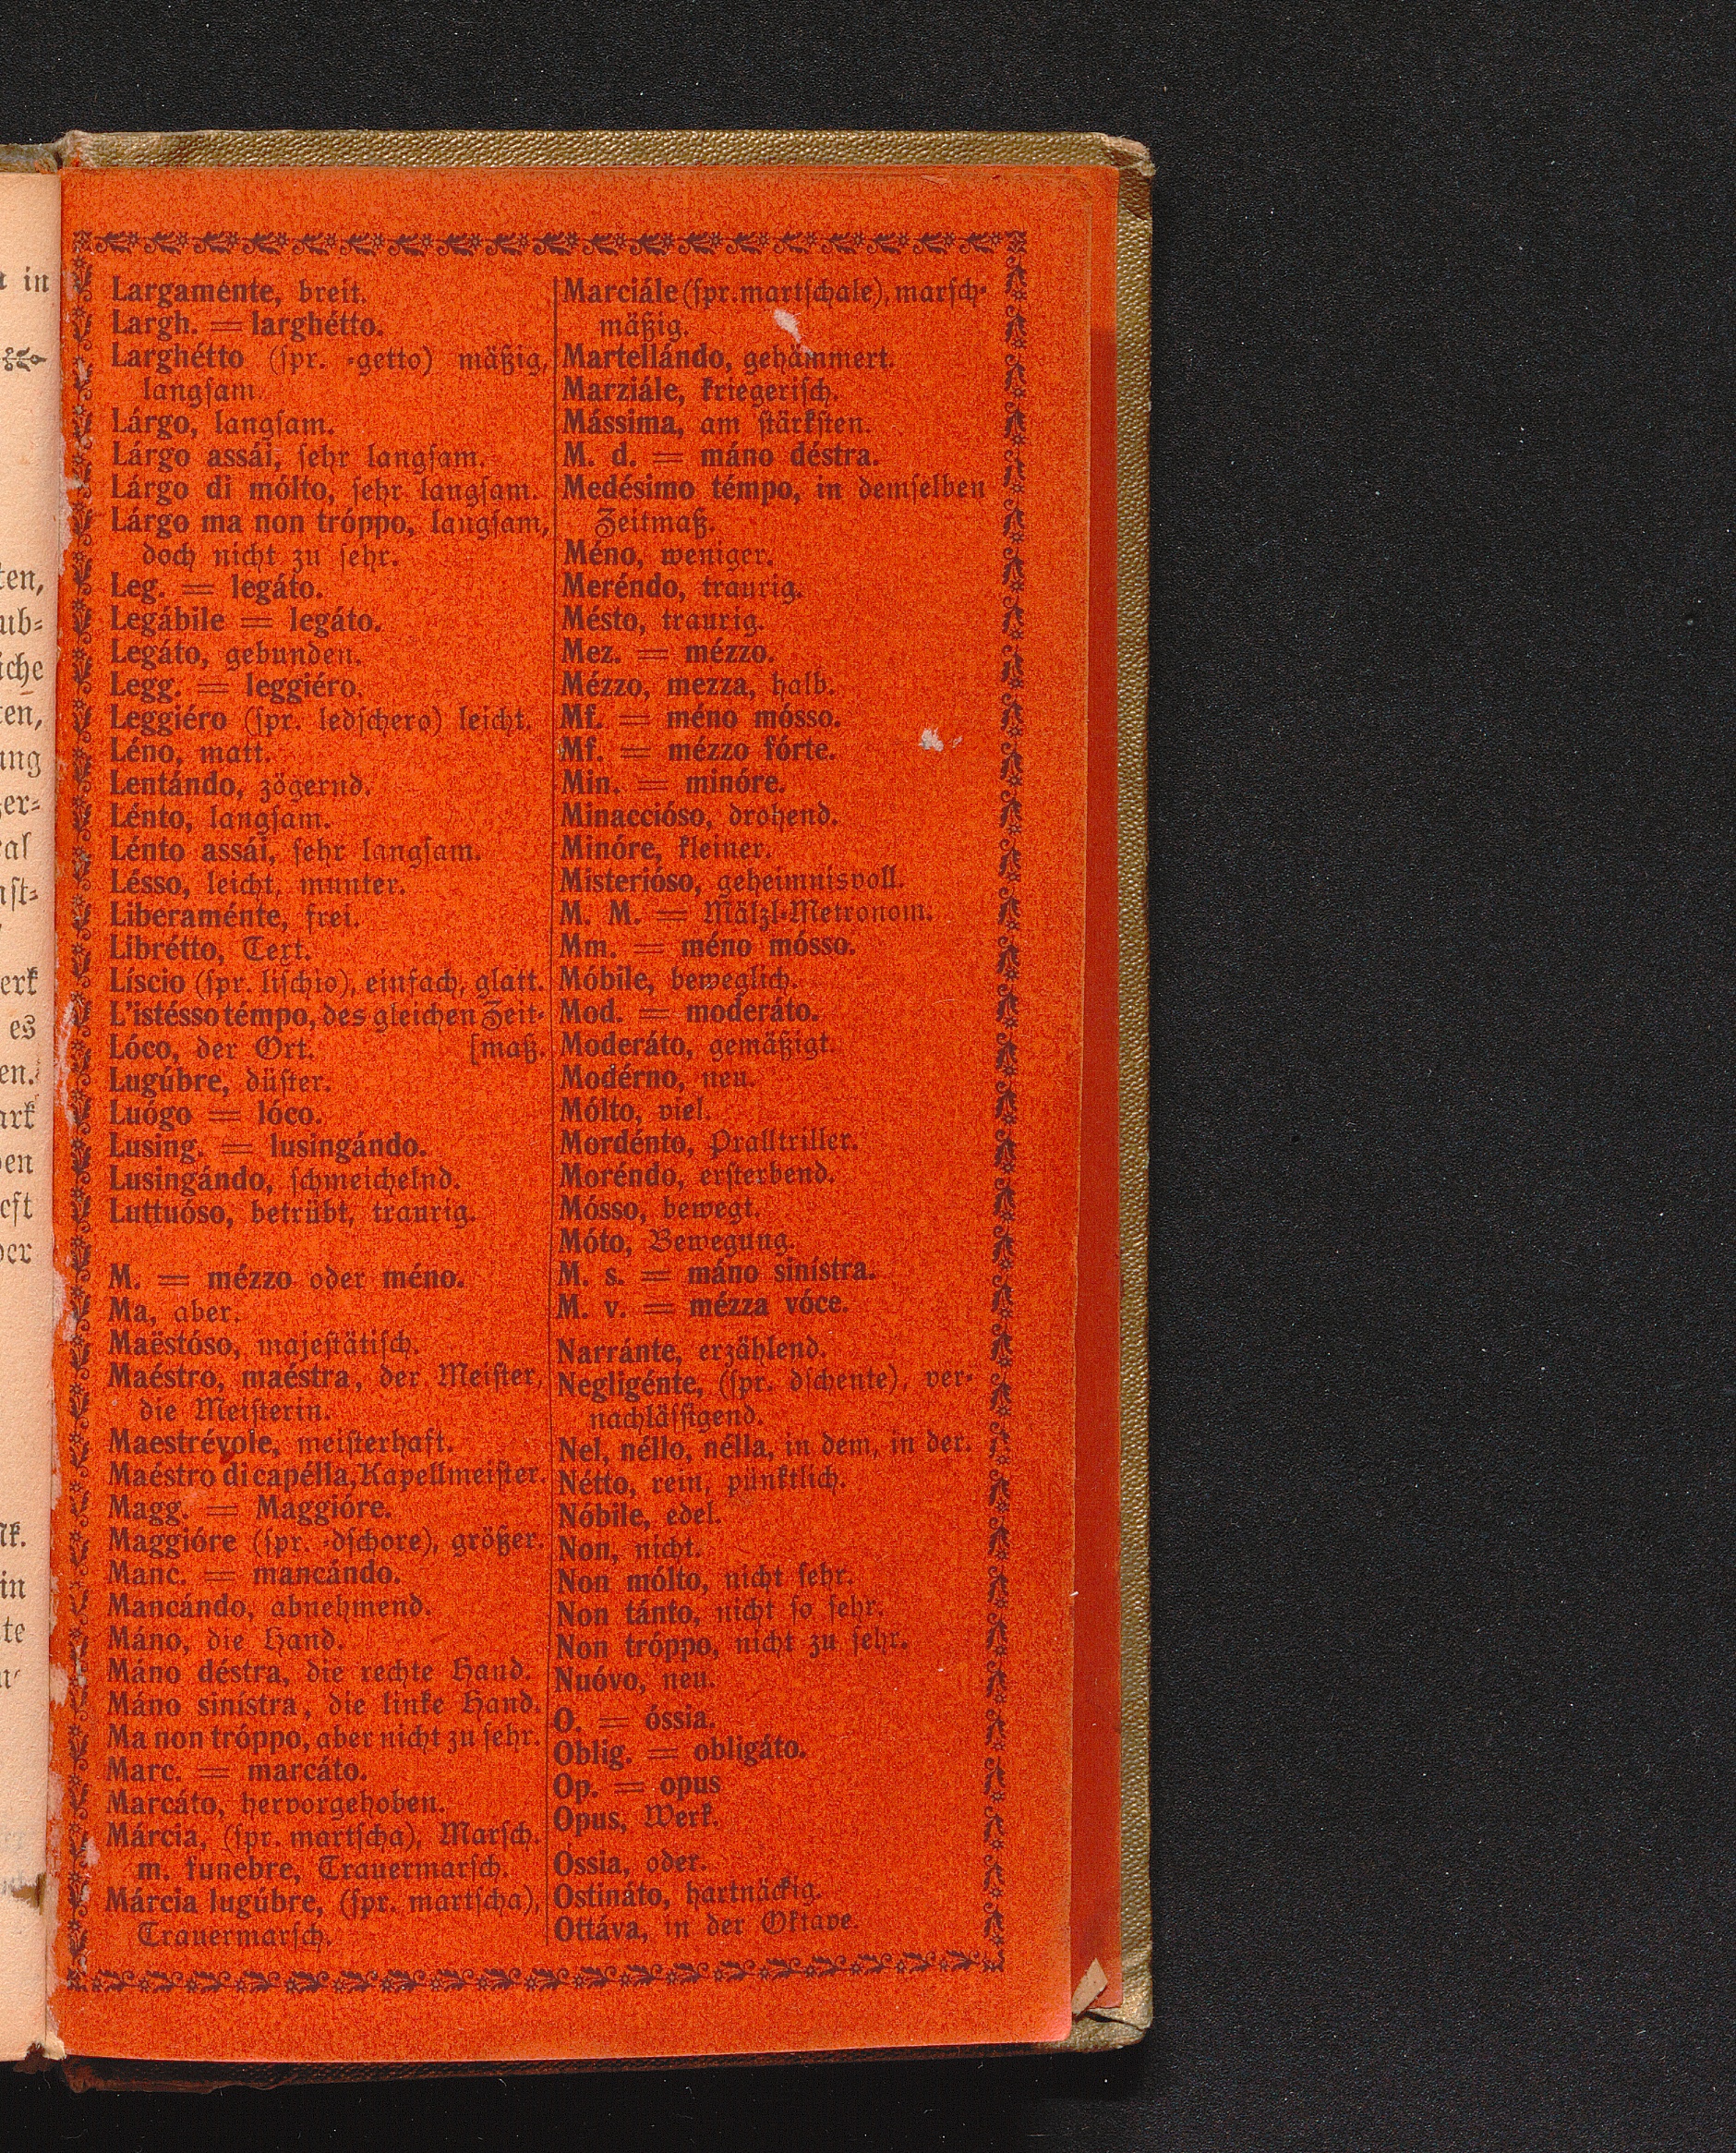 Largaménte, breit.
Largh. = larghétto.
Larghétto (spr. -getto) mäßig,
langsam.
Lárgo, langsam.
Lárgo assái, sehr langsam.
Lárgo di mólto, sehr langsam.
Lárgo ma non tróppo, langsam,
doch nicht zu sehr.
Leg. = legáto.
Legábile = legáto.
Legáto, gebunden.
Legg. = leggiéro.
Leggiéro (spr. ledschero) leicht.
Léno, matt.
Lentándo, zögernd.
Lénto, langsam.
Lénto assái, sehr langsam.
Lésso, leicht, munter.
Liberaménte, frei.
Librétto, Text.
Líscio (spr. lischio), einfach, glatt.
L'istésso témpo, des gleichen Zeit-
Lóco, der Ort. [maß.
Lugúbre, düster.
Luógo = lóco.
Lusing. = lusingándo.
Lusingándo, schmeichelnd.
Luttuóso, betrübt, traurig.
M. = mézzo oder méno.
Ma, aber.
Maëstóso, majestätisch.
Maéstro, maéstra, der Meister,
die Meisterin.
Maestrévole, meisterhaft.
Maéstro di capélla, Kapellmeister.
Magg. = Maggióre.
Maggióre (spr. -dschore), größer.
Manc. = mancándo.
Mancándo, abnehmend.
Máno, die Hand.
Máno déstra, die rechte Hand.
Máno sinístra, die linke Hand.
Ma non tróppo, aber nicht zu sehr.
Marc. = marcáto.
Marcáto, hervorgehoben.
Márcia, (spr. martscha), Marsch.
m. funebre, Trauermarsch.
Márcia lugúbre, (spr. martscha),
Trauermarsch.
Marciále (spr. martschale), marsch-
mäßig.
Martellándo, gehämmert.
Marziále, kriegerisch.
Mássima, am stärksten.
M. d. = máno déstra.
Medésimo témpo, in demselben
Zeitmaß.
Méno, weniger.
Meréndo, traurig.
Mésto, traurig.
Mez. = mézzo.
Mézzo, mezza, halb.
Mf. = méno mósso.
Mf. = mézzo fórte.
Min. = minóre.
Minaccióso, drohend.
Minóre, kleiner.
Misterióso, geheimnisvoll.
M. M. = Mälzl-Metronom.
Mm. = méno mósso.
Móbile, beweglich.
Mod. = moderáto.
Moderáto, gemäßigt.
Modérno, neu.
Mólto, viel.
Mordénto, Pralltriller.
Moréndo, ersterbend.
Mósso, bewegt.
Móto, Bewegung.
M. s. = máno sinístra.
M. v. = mézza vóce.
Narránte, erzählend.
Negligénte, (spr. dschente), ver-
nachlässigend.
Nel, néllo, nélla, in dem, in der.
Nétto, rein, pünktlich.
Nóbile, edel.
Non, nicht.
Non mólto, nicht sehr.
Non tánto, nicht so sehr.
Non tróppo, nicht zu sehr.
Nuóvo, neu.
O. = óssia.
Oblig. = obligáto.
Op. = opus
Opus, Werk.
Ossia, oder.
Ostináto, hartnäckig.
Ottáva, in der Oktave.